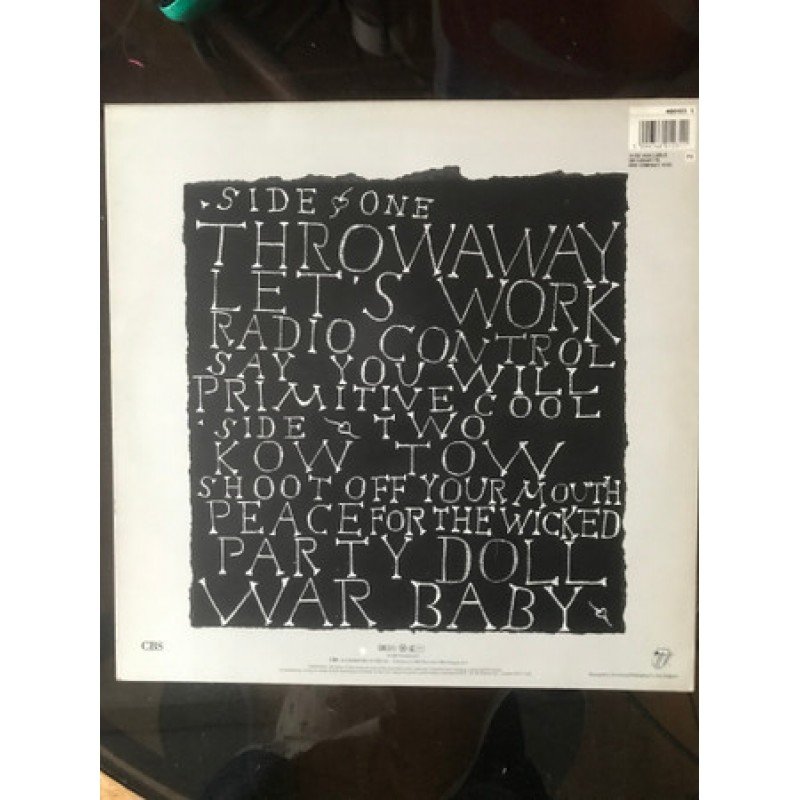 SIDE ONE
THROWAWAY
LET'S WORK
RADIO CONTROL
SAY YOU WILL
PRIMITIVE COOL
SIDE TWO
KOW TOW
SHOOT OFF YOUR MOUTH
PEACE FOR THE WICKED
PARTY DOLL
WAR BABY
CBS